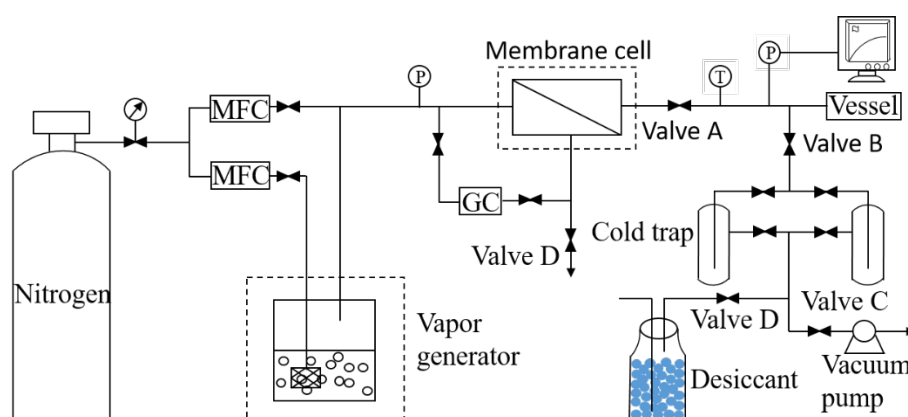 Membrane cell
P
T
P
MFC
Vessel
Valve A
Valve B
MFC
GC
Cold trap
Valve D
Nitrogen
Vapor
generator
Valve C
Valve D
Desiccant
Vacuum
pump